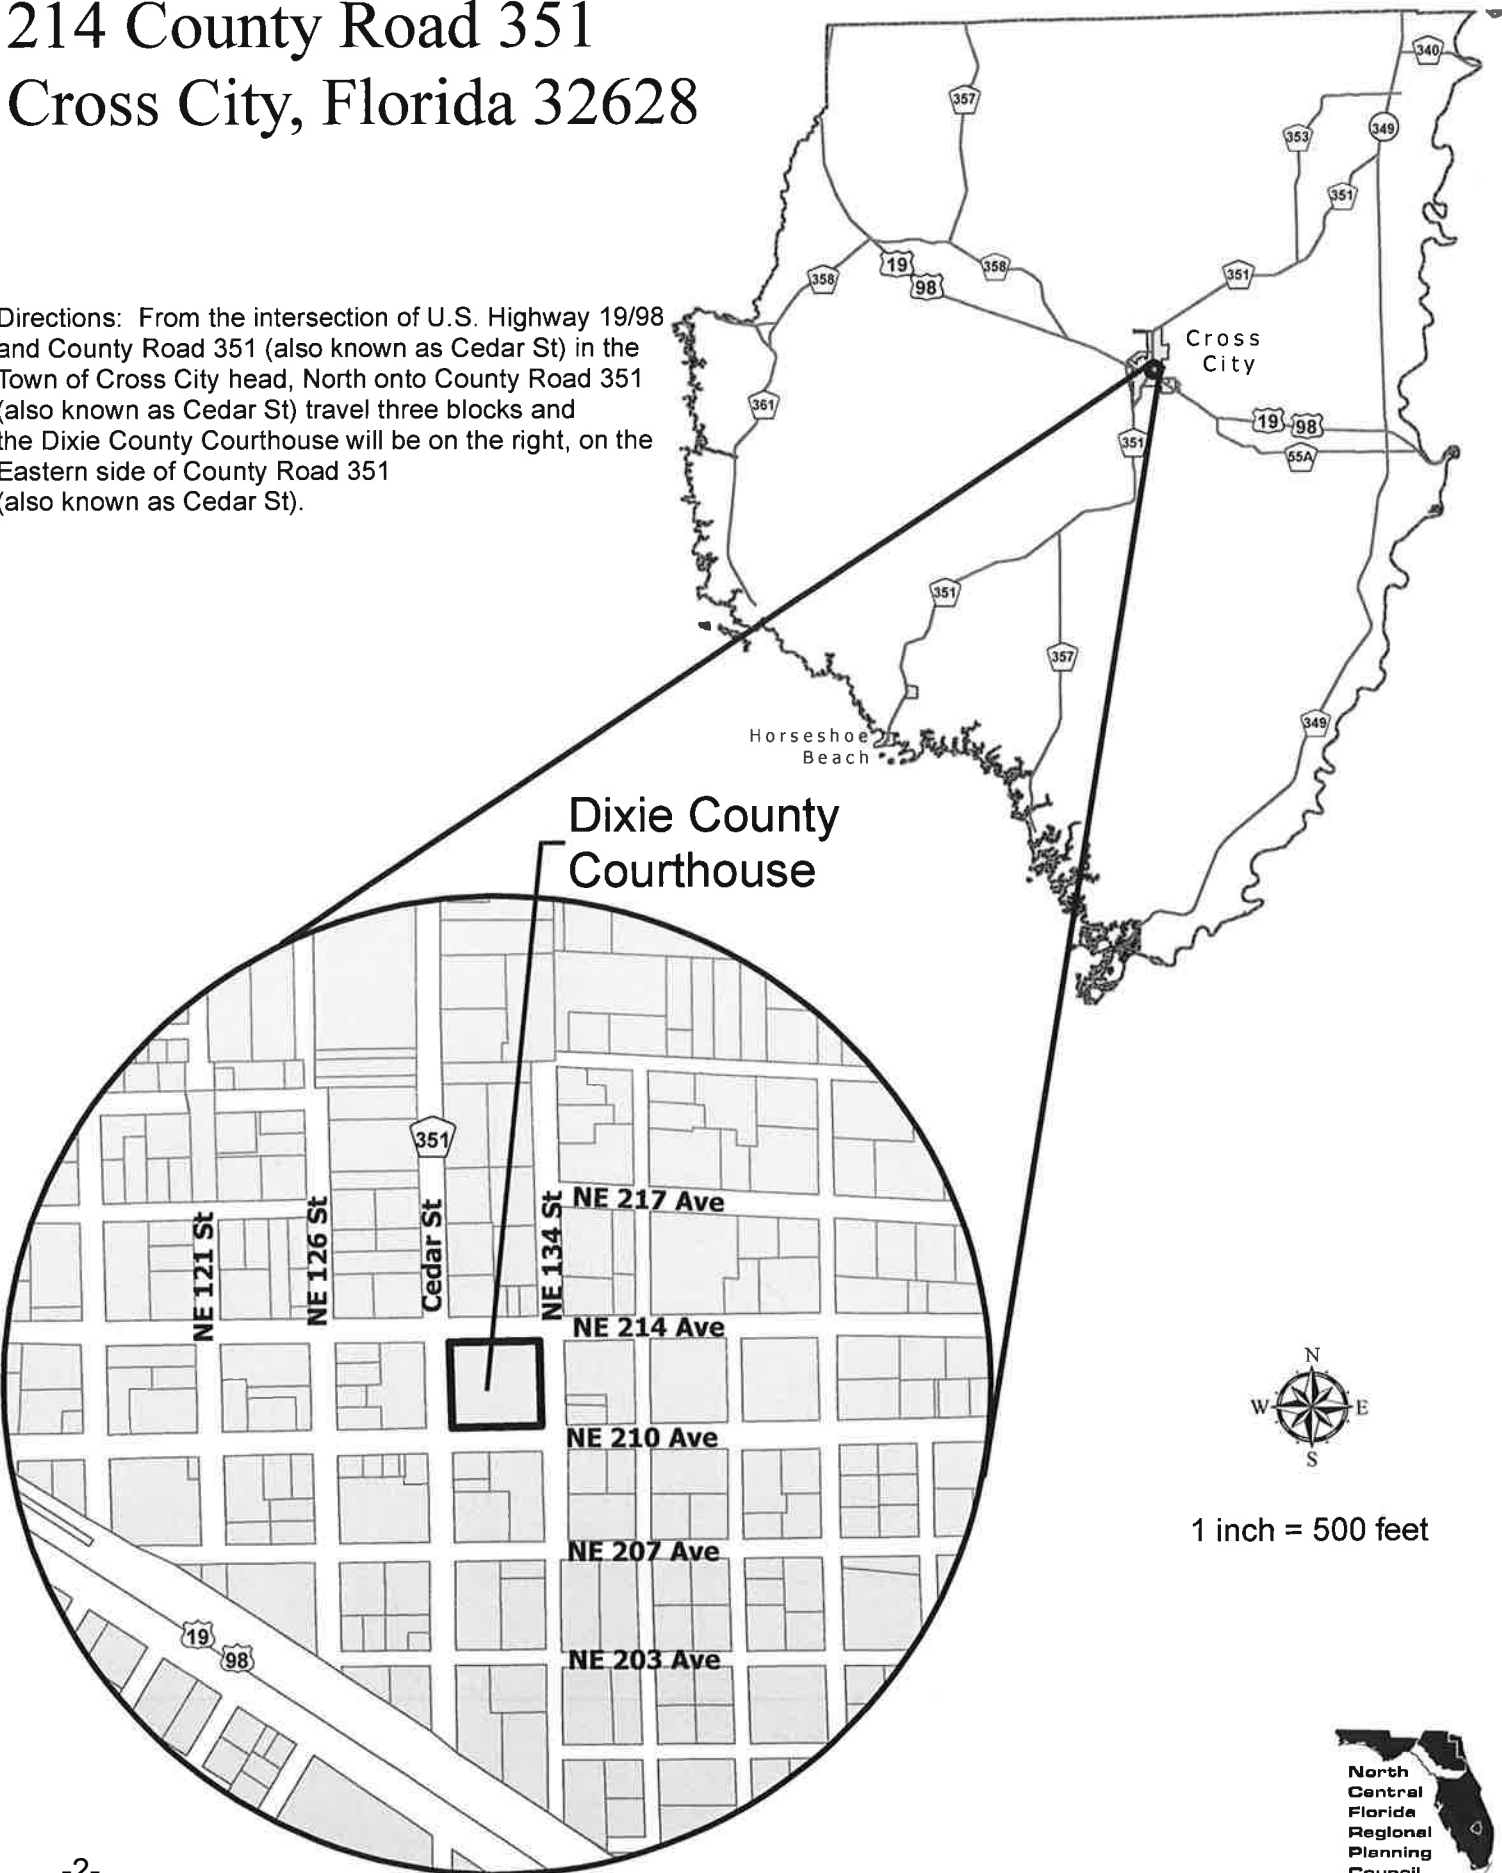 214 County Road 351
Cross City, Florida 32628
Directions: From the intersection of U.S. Highway 19/98
and County Road 351 (also known as Cedar St) in the
Town of Cross City head, North onto County Road 351
(also known as Cedar St) travel three blocks and
the Dixie County Courthouse will be on the right, on the
Eastern side of County Road 351
(also known as Cedar St).
340
357
349
353
351
358
19
98
358
351
Cross
City
361
19
98
351
55A
351
357
349
Horseshoe
Beach
Dixie County
Courthouse
351
NE 121 St
NE 126 St
Cedar St
NE 134 St
NE 217 Ave
NE 214 Ave
NE 210 Ave
NE 207 Ave
NE 203 Ave
19
98
N
W
E
S
1 inch = 500 feet
North
Central
Florida
Regional
Planning
Council
-2-